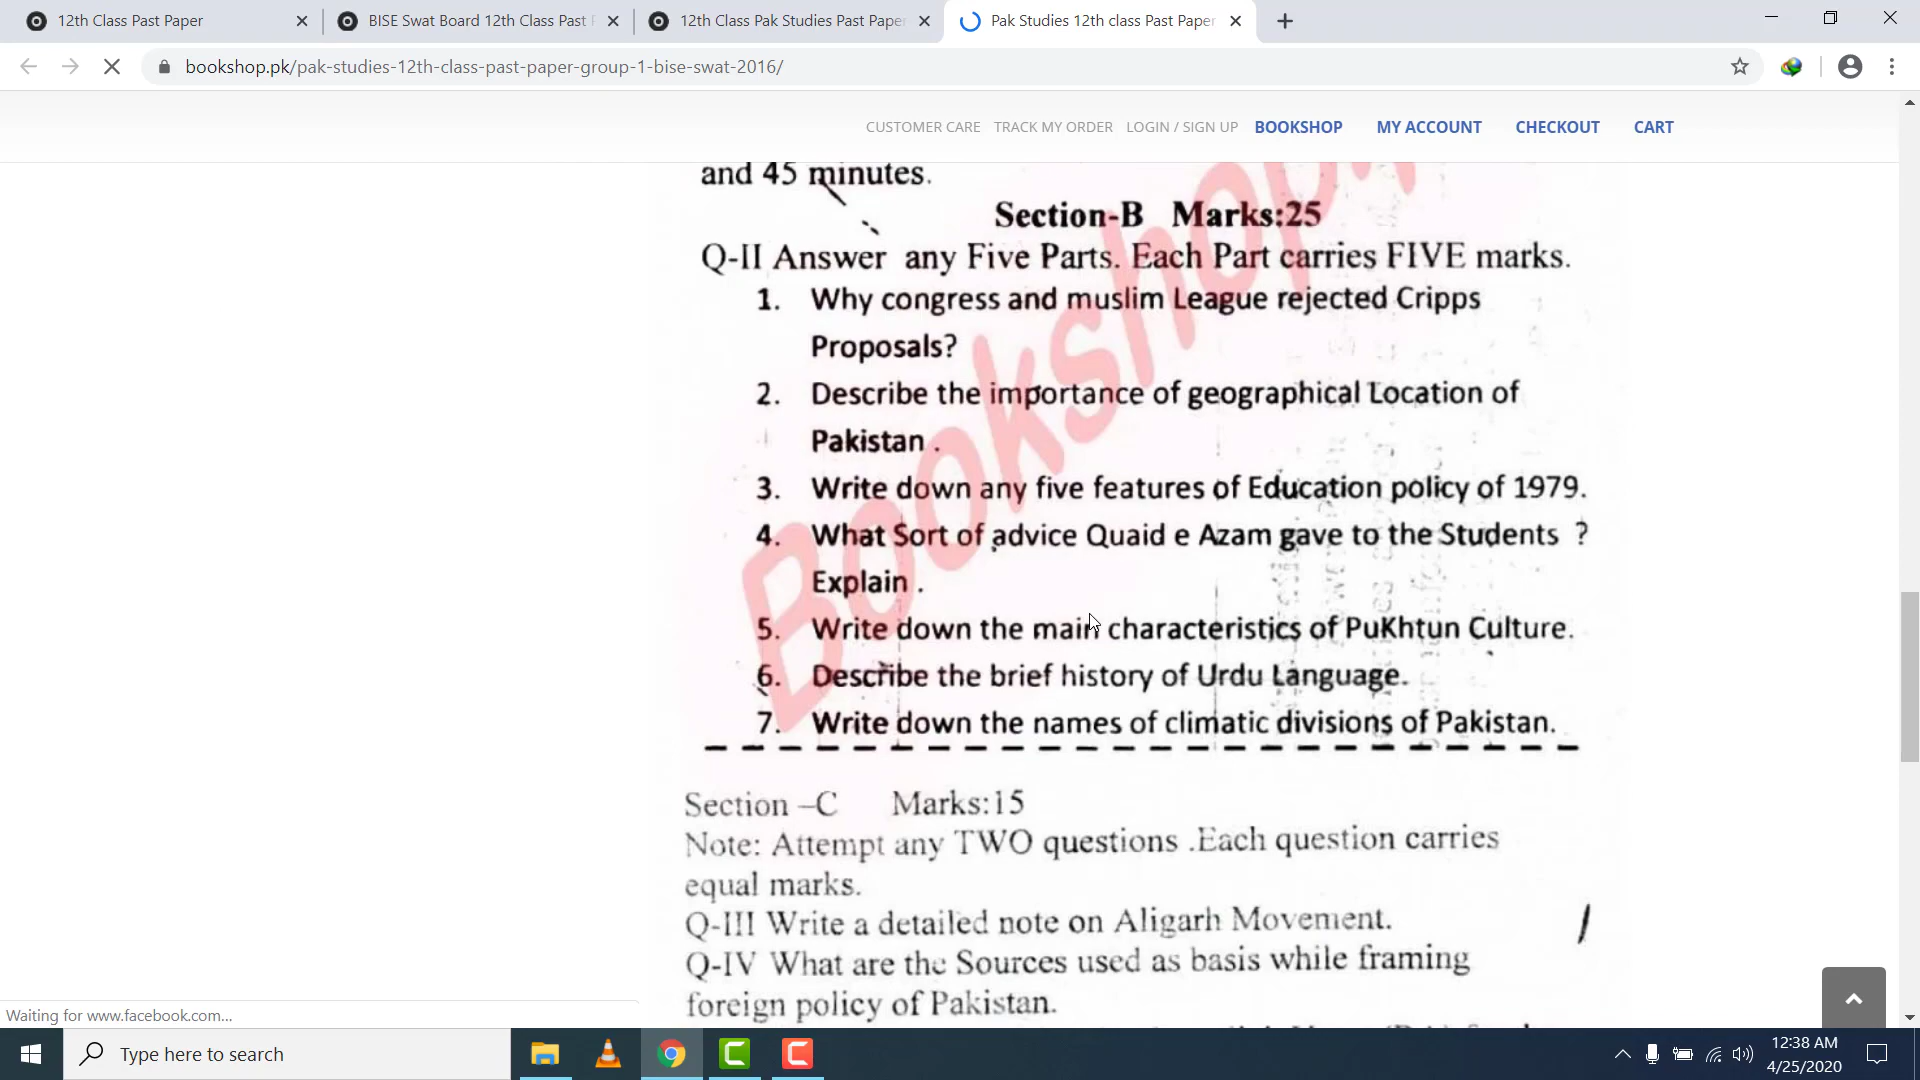 12th Class Past Paper
BISE Swat Board 12th Class Past
12th Class Pak Studies Past Paper
Pak Studies 12th class Past Paper
bookshop.pk/pak-studies-12th-class-past-paper-group-1-bise-swat-2016/
CUSTOMER CARE TRACK MY ORDER LOGIN / SIGN UP BOOKSHOP MY ACCOUNT CHECKOUT CART
and 45 minutes.
Section-B Marks:25
Q-II Answer any Five Parts. Each Part carries FIVE marks.
1. Why congress and muslim League rejected Cripps
Proposals?
2. Describe the importance of geographical Location of
Pakistan .
3. Write down any five features of Education policy of 1979.
4. What Sort of advice Quaid e Azam gave to the Students ?
Explain .
5. Write down the main characteristics of PuKhtun Culture.
6. Describe the brief history of Urdu Language.
7. Write down the names of climatic divisions of Pakistan.
Bookshop.
Section –C Marks:15
Note: Attempt any TWO questions .Each question carries
equal marks.
Q-III Write a detailed note on Aligarh Movement.
Q-IV What are the Sources used as basis while framing
foreign policy of Pakistan.
Waiting for www.facebook.com...
Type here to search
12:38 AM
4/25/2020